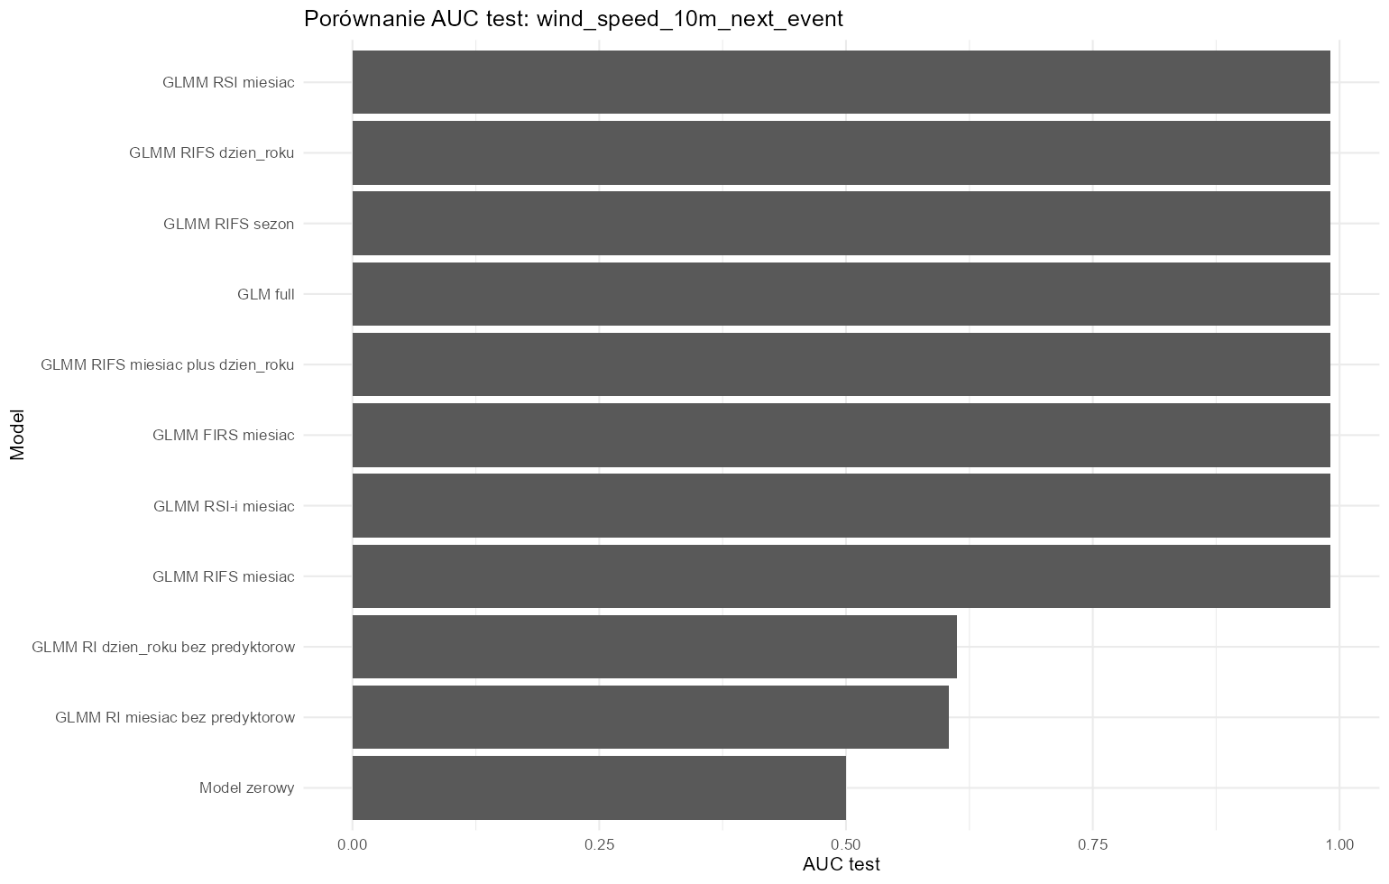 Porównanie AUC test: wind_speed_10m_next_event
Model
GLMM RSI miesiac
GLMM RIFS dzien_roku
GLMM RIFS sezon
GLM full
GLMM RIFS miesiac plus dzien_roku
GLMM FIRS miesiac
GLMM RSI-i miesiac
GLMM RIFS miesiac
GLMM RI dzien_roku bez predyktorow
GLMM RI miesiac bez predyktorow
Model zerowy
0.00 0.25 0.50 0.75 1.00
AUC test